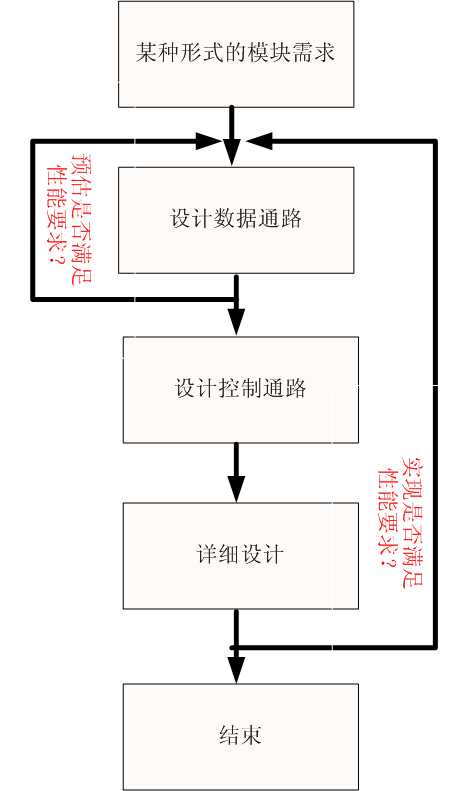 某种形式的模块需求
预估是否满足
性能要求？
设计数据通路
设计控制通路
实现是否满足
性能要求？
详细设计
结束